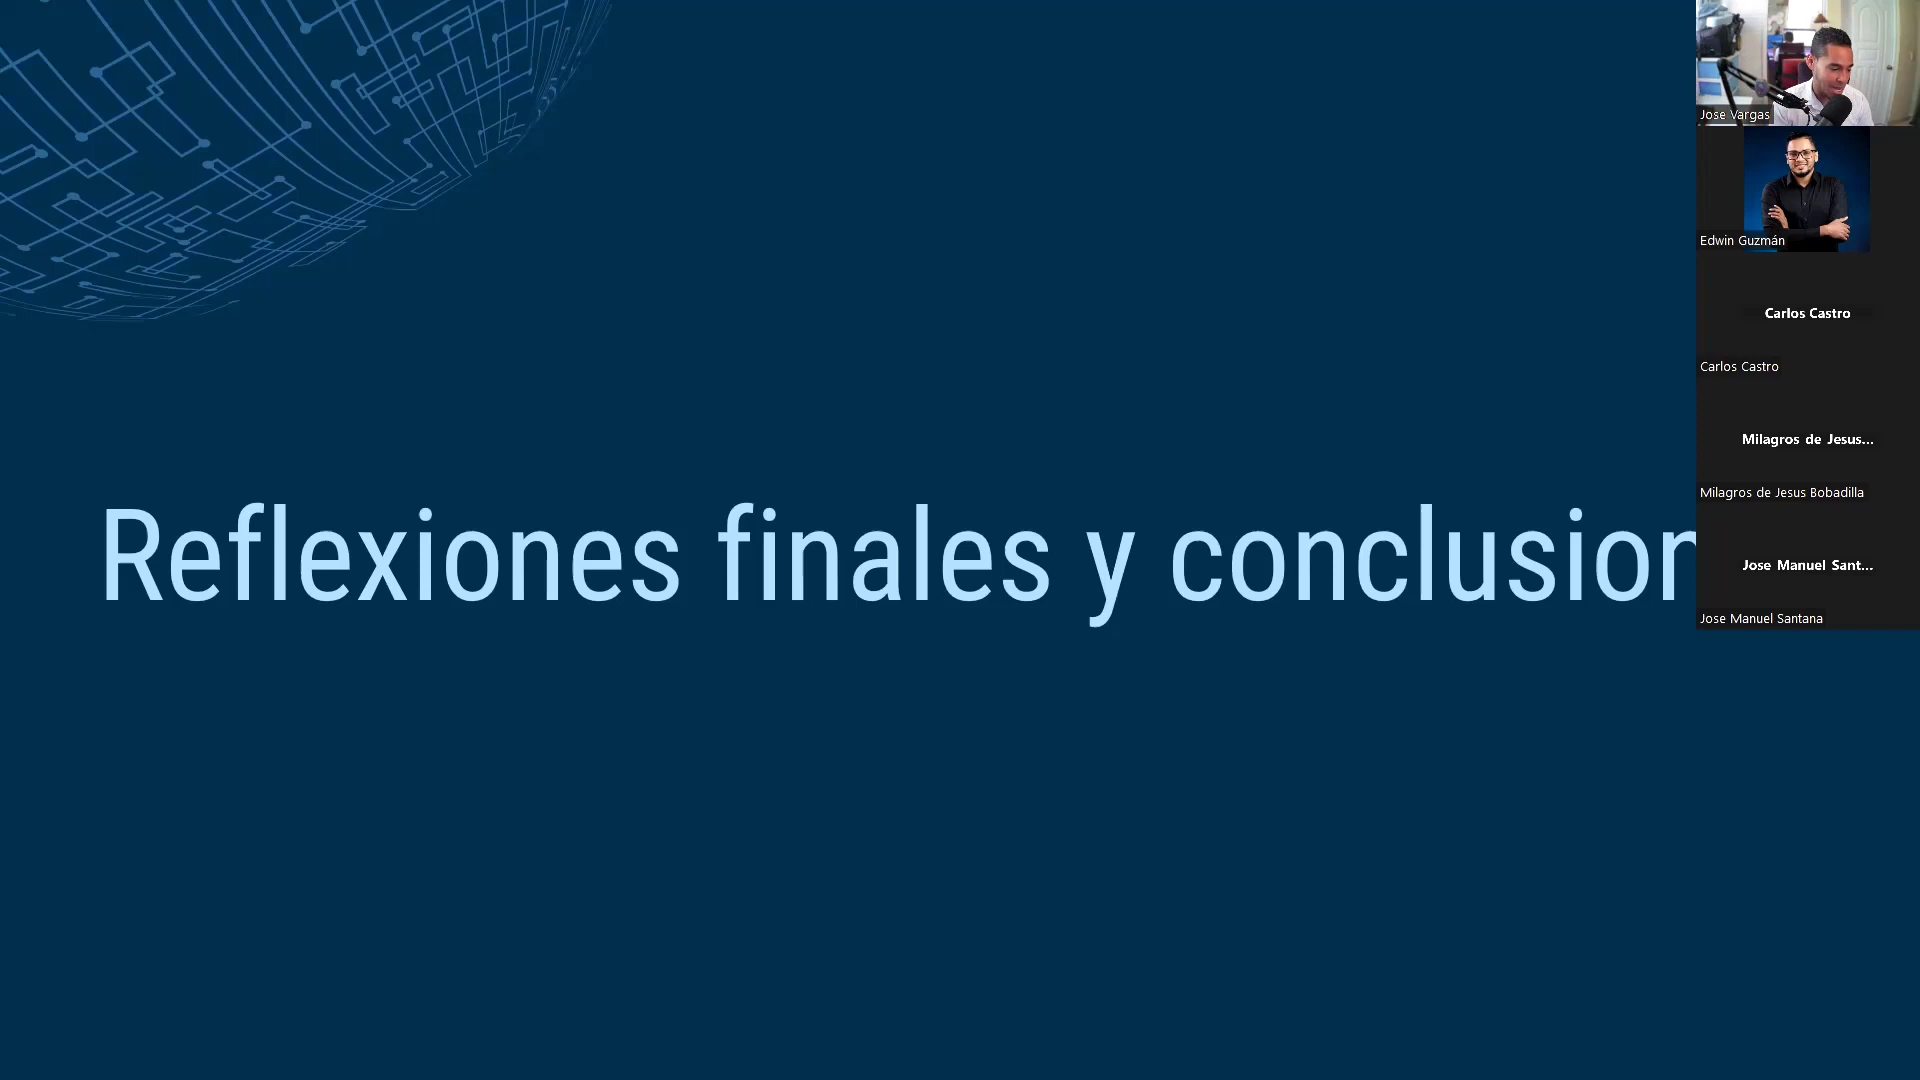 Reflexiones finales y conclusion
Jose Vargas
Edwin Guzmán
Carlos Castro
Carlos Castro
Milagros de Jesus...
Milagros de Jesus Bobadilla
Jose Manuel Sant...
Jose Manuel Santana